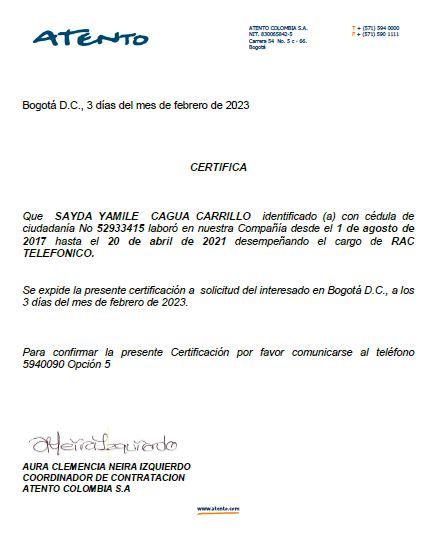 ATENTO
ATENTO COLOMBIA S.A.
NIT. 830065842-5
Carrera 54 No. 5 c - 66.
Bogotá
T + (571) 594 0000
F + (571) 590 1111
Bogotá D.C., 3 días del mes de febrero de 2023
CERTIFICA
Que SAYDA YAMILE CAGUA CARRILLO identificado (a) con cédula de
ciudadanía No 52933415 laboró en nuestra Compañía desde el 1 de agosto de
2017 hasta el 20 de abril de 2021 desempeñando el cargo de RAC
TELEFONICO.
Se expide la presente certificación a solicitud del interesado en Bogotá D.C., a los
3 días del mes de febrero de 2023.
Para confirmar la presente Certificación por favor comunicarse al teléfono
5940090 Opción 5
AURA CLEMENCIA NEIRA IZQUIERDO
COORDINADOR DE CONTRATACION
ATENTO COLOMBIA S.A
www.atento.com